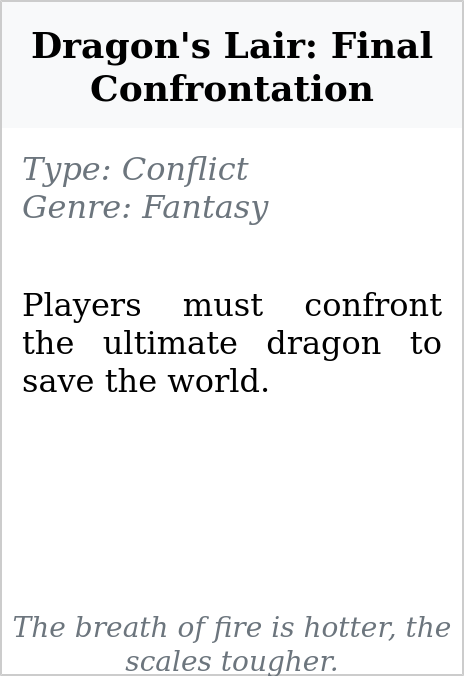 Dragon's Lair: Final
Confrontation
Type: Conflict
Genre: Fantasy
Players must confront
the ultimate dragon to
save the world.
The breath of fire is hotter, the
scales tougher.